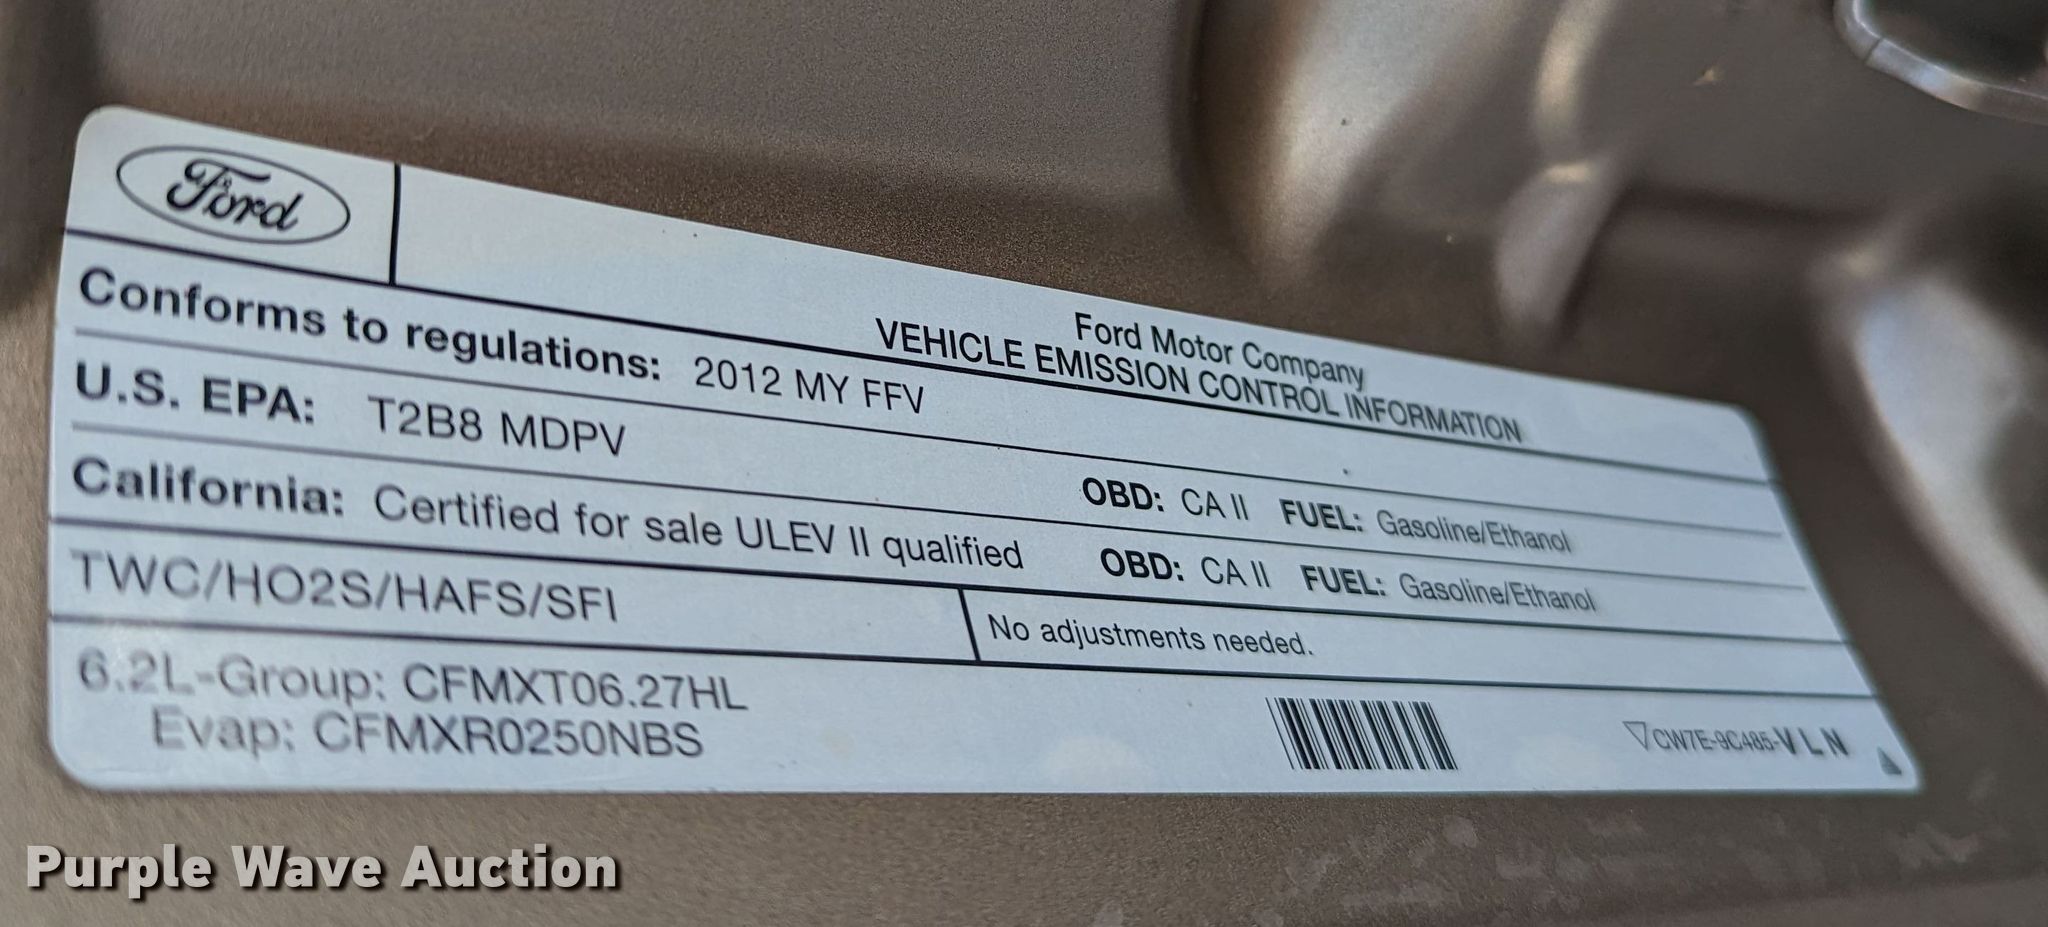 Ford
Ford Motor Company
VEHICLE EMISSION CONTROL INFORMATION
Conforms to regulations: 2012 MY FFV
U.S. EPA: T2B8 MDPV OBD: CA II FUEL: Gasoline/Ethanol
California: Certified for sale ULEV II qualified OBD: CA II FUEL: Gasoline/Ethanol
TWC/HO2S/HAFS/SFI
No adjustments needed.
6.2L-Group: CFMXT06.27HL
Evap: CFMXR0250NBS
CW7E-9C485-VLN
Purple Wave Auction